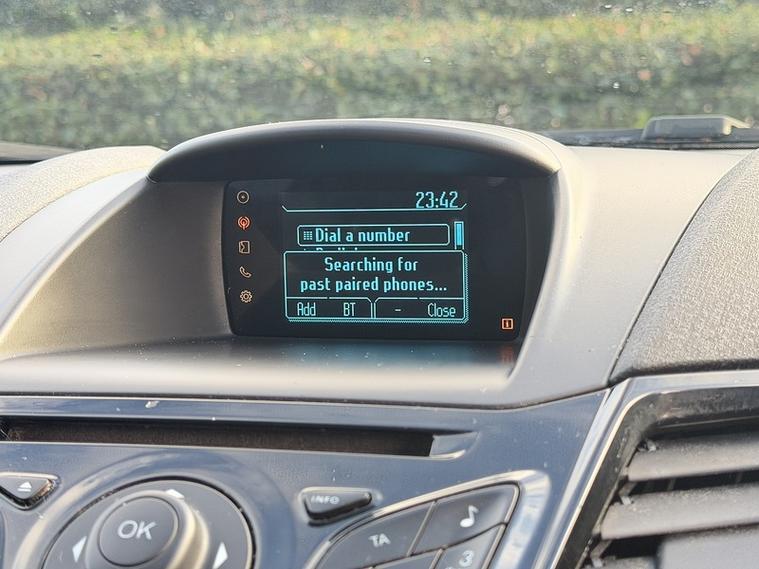 23:42
Dial a number
Searching for
past paired phones...
Add BT - Close
INFO
OK
TA
3